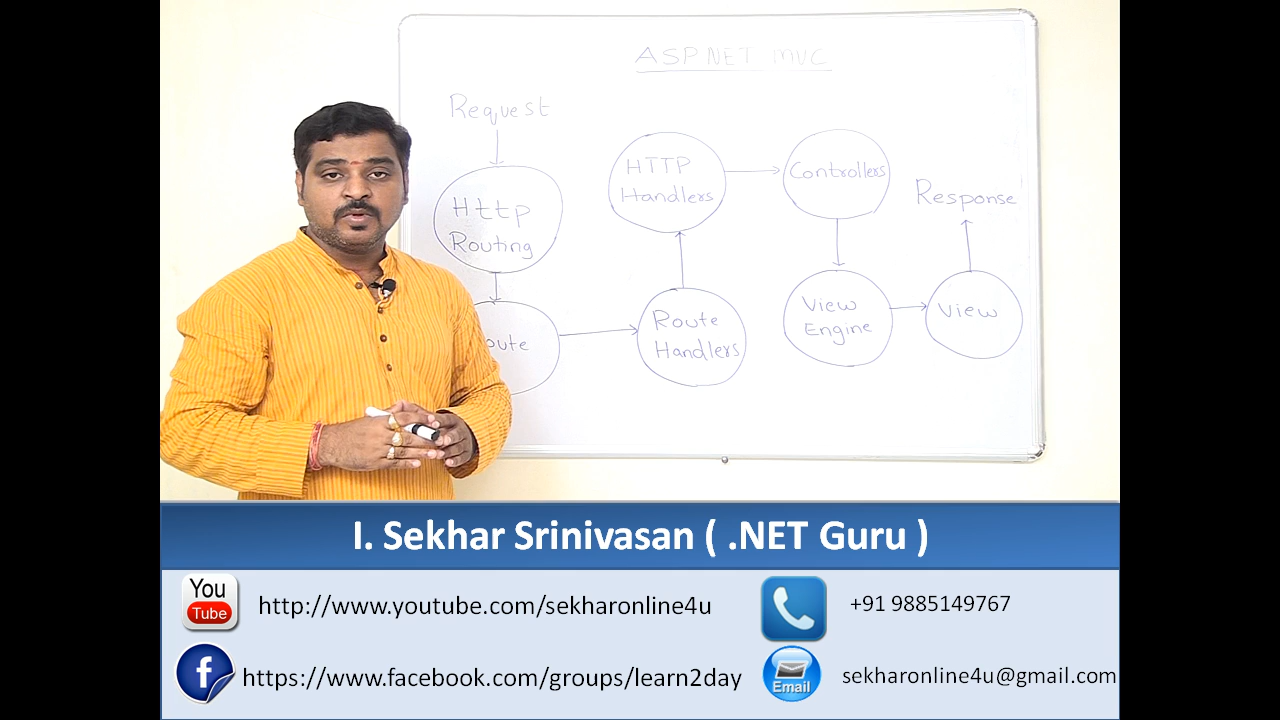 ASP.NET MVC
Request
Http
Routing
oute
Route
Handlers
HTTP
Handlers
Controllers
View
Engine
View
Response
I. Sekhar Srinivasan ( .NET Guru )
You
Tube
http://www.youtube.com/sekharonline4u
+91 9885149767
f
https://www.facebook.com/groups/learn2day
Email
sekharonline4u@gmail.com